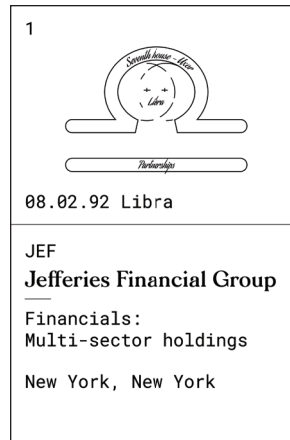 1
Seventh house - Moon
Libra
Partnerships
08.02.92 Libra
JEF
Jefferies Financial Group
Financials:
Multi-sector holdings
New York, New York